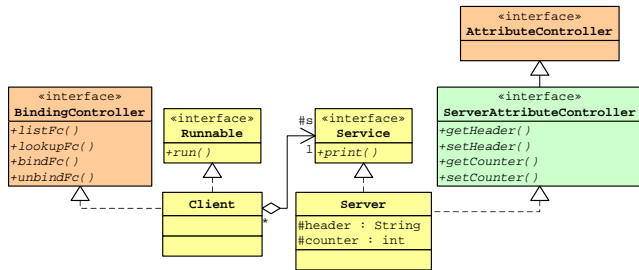 «interface»
AttributeController
«interface»
BindingController
+listFc()
+lookupFc()
+bindFc()
+unbindFc()
«interface»
Runnable
+run()
#s
1
«interface»
Service
+print()
«interface»
ServerAttributeController
+getHeader()
+setHeader()
+getCounter()
+setCounter()
Client
*
Server
#header : String
#counter : int